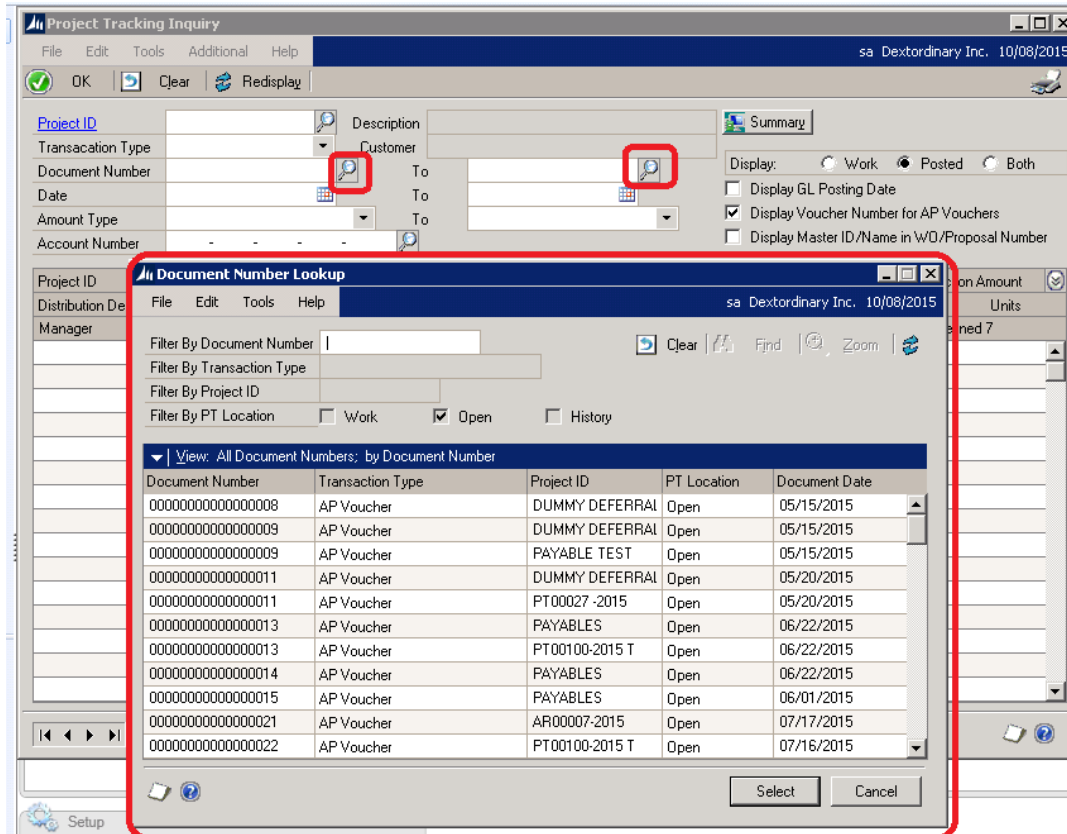 Project Tracking Inquiry
File Edit Tools Additional Help sa Dextordinary Inc. 10/08/2015
OK Clear Redisplay
Project ID Description Summary
Transacation Type Customer
Document Number To Display: Work Posted Both
Date To Display GL Posting Date
Amount Type To Display Voucher Number for AP Vouchers
Account Number - - - - Display Master ID/Name in WO/Proposal Number
Project ID on Amount
Distribution De Units
Manager ned 7
Document Number Lookup
File Edit Tools Help sa Dextordinary Inc. 10/08/2015
Filter By Document Number Clear Find Zoom
Filter By Transaction Type
Filter By Project ID
Filter By PT Location Work Open History
View: All Document Numbers; by Document Number
Document Number Transaction Type Project ID PT Location Document Date
00000000000000008 AP Voucher DUMMY DEFERRAL Open 05/15/2015
00000000000000009 AP Voucher DUMMY DEFERRAL Open 05/15/2015
00000000000000009 AP Voucher PAYABLE TEST Open 05/15/2015
00000000000000011 AP Voucher DUMMY DEFERRAL Open 05/20/2015
00000000000000011 AP Voucher PT00027 -2015 Open 05/20/2015
00000000000000013 AP Voucher PAYABLES Open 06/22/2015
00000000000000013 AP Voucher PT00100-2015 T Open 06/22/2015
00000000000000014 AP Voucher PAYABLES Open 06/22/2015
00000000000000015 AP Voucher PAYABLES Open 06/01/2015
00000000000000021 AP Voucher AR00007-2015 Open 07/17/2015
00000000000000022 AP Voucher PT00100-2015 T Open 07/16/2015
Select Cancel
Setup